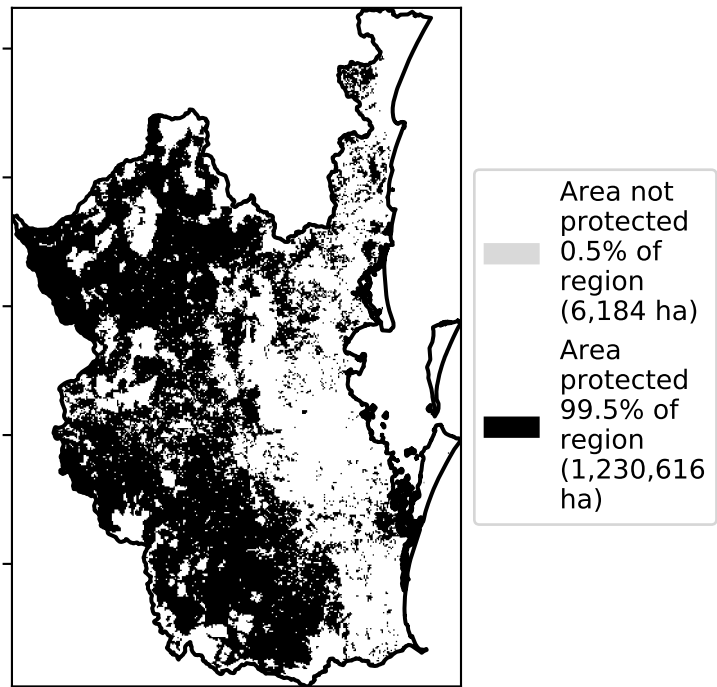 Area not
protected
0.5% of
region
(6,184 ha)
Area
protected
99.5% of
region
(1,230,616
ha)